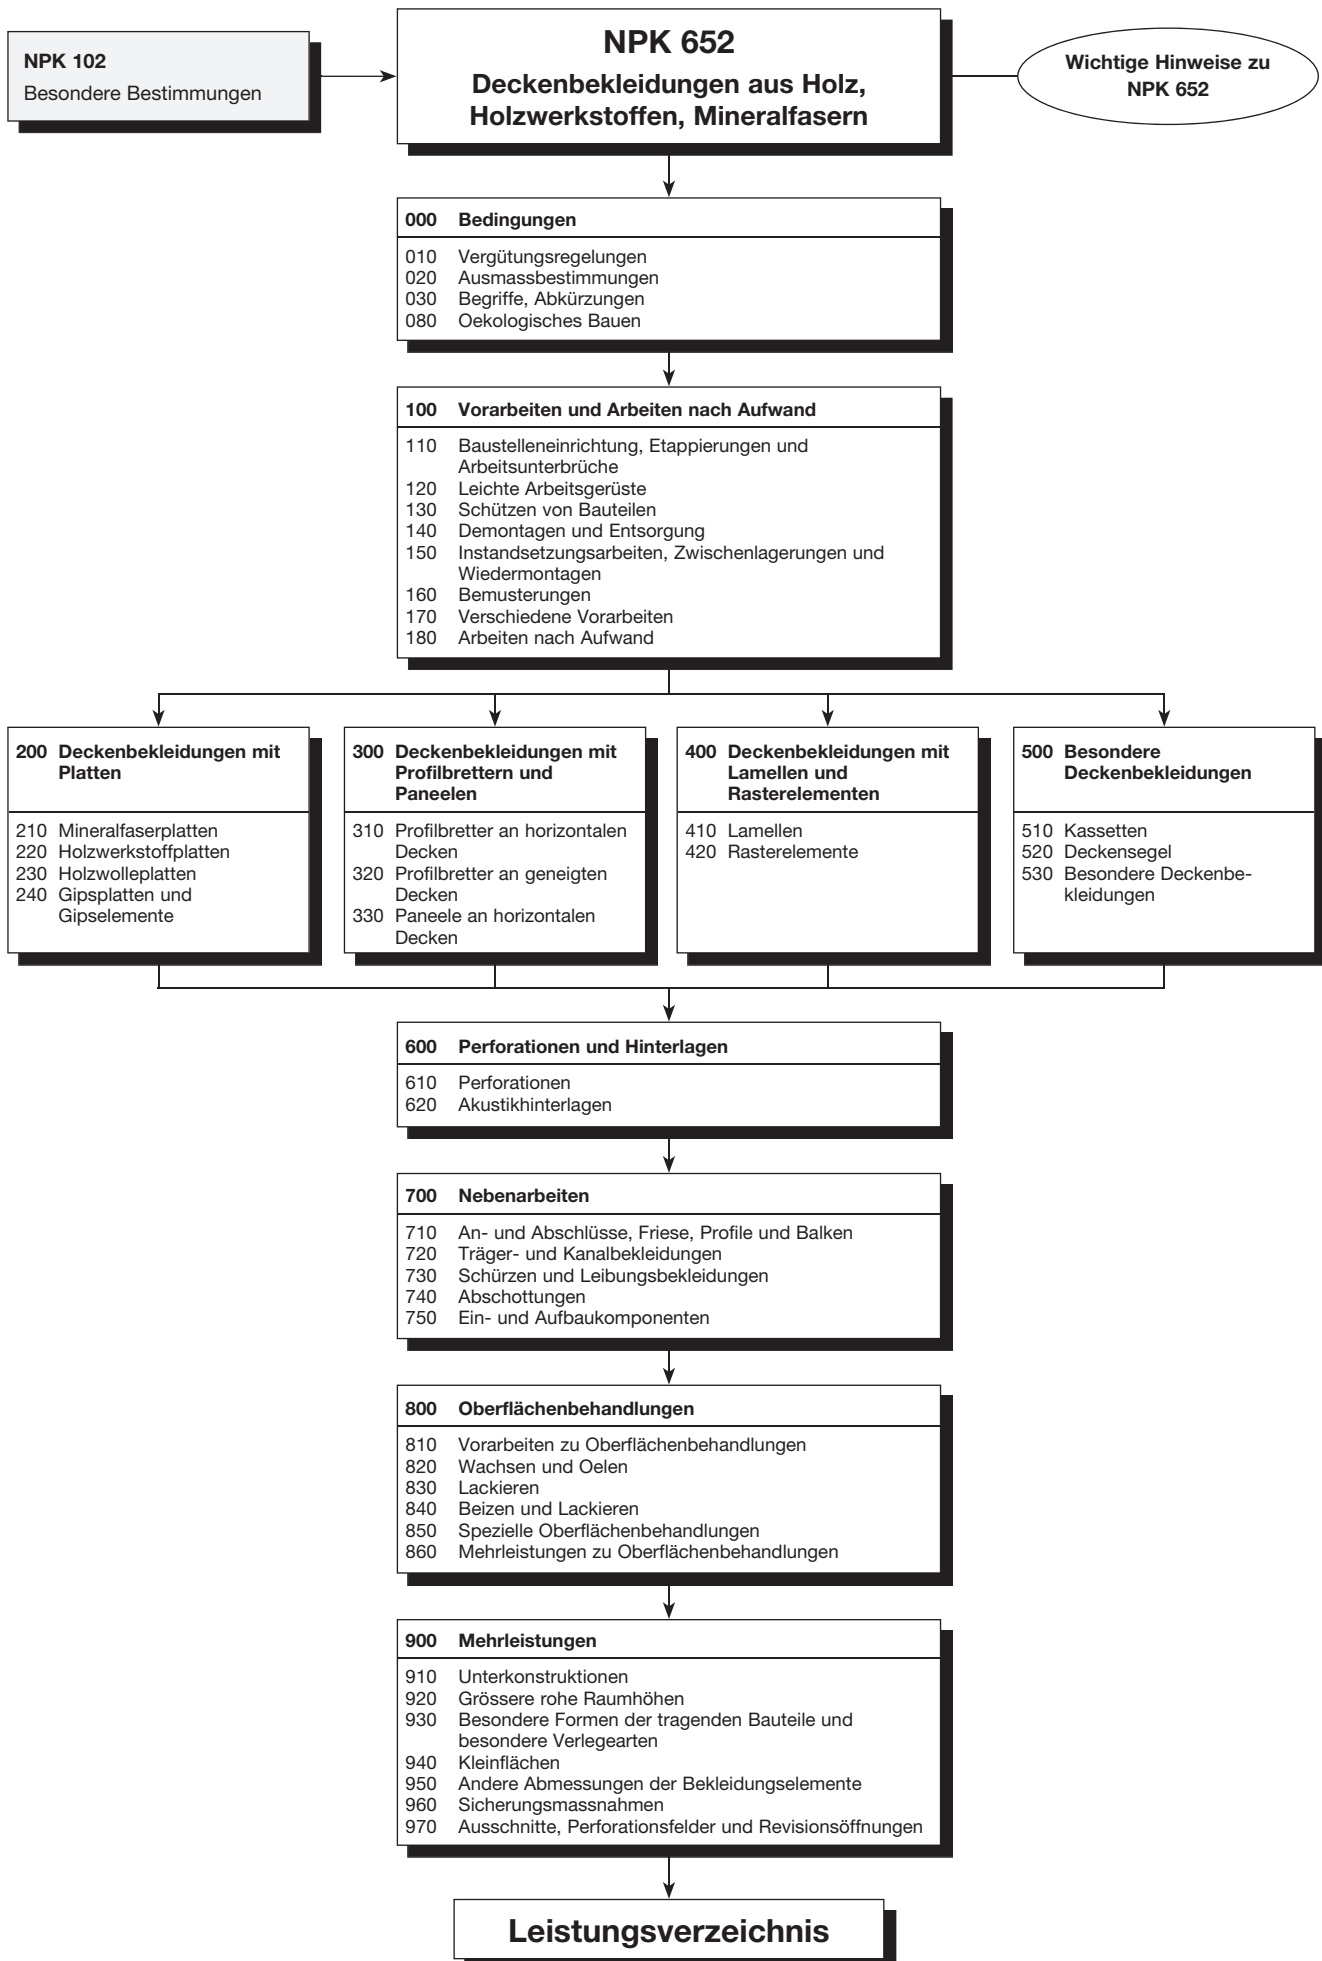 NPK 102
Besondere Bestimmungen
NPK 652
Deckenbekleidungen aus Holz,
Holzwerkstoffen, Mineralfasern
Wichtige Hinweise zu
NPK 652
000 Bedingungen
010 Vergütungsregelungen
020 Ausmassbestimmungen
030 Begriffe, Abkürzungen
080 Oekologisches Bauen
100 Vorarbeiten und Arbeiten nach Aufwand
110 Baustelleneinrichtung, Etappierungen und
Arbeitsunterbrüche
120 Leichte Arbeitsgerüste
130 Schützen von Bauteilen
140 Demontagen und Entsorgung
150 Instandsetzungsarbeiten, Zwischenlagerungen und
Wiedermontagen
160 Bemusterungen
170 Verschiedene Vorarbeiten
180 Arbeiten nach Aufwand
200 Deckenbekleidungen mit
Platten
210 Mineralfaserplatten
220 Holzwerkstoffplatten
230 Holzwolleplatten
240 Gipsplatten und
Gipselemente
300 Deckenbekleidungen mit
Profilbrettern und
Paneelen
310 Profilbretter an horizontalen
Decken
320 Profilbretter an geneigten
Decken
330 Paneele an horizontalen
Decken
400 Deckenbekleidungen mit
Lamellen und
Rasterelementen
410 Lamellen
420 Rasterelemente
500 Besondere
Deckenbekleidungen
510 Kassetten
520 Deckensegel
530 Besondere Deckenbe-
kleidungen
600 Perforationen und Hinterlagen
610 Perforationen
620 Akustikhinterlagen
700 Nebenarbeiten
710 An- und Abschlüsse, Friese, Profile und Balken
720 Träger- und Kanalbekleidungen
730 Schürzen und Leibungsbekleidungen
740 Abschottungen
750 Ein- und Aufbaukomponenten
800 Oberflächenbehandlungen
810 Vorarbeiten zu Oberflächenbehandlungen
820 Wachsen und Oelen
830 Lackieren
840 Beizen und Lackieren
850 Spezielle Oberflächenbehandlungen
860 Mehrleistungen zu Oberflächenbehandlungen
900 Mehrleistungen
910 Unterkonstruktionen
920 Grössere rohe Raumhöhen
930 Besondere Formen der tragenden Bauteile und
besondere Verlegearten
940 Kleinflächen
950 Andere Abmessungen der Bekleidungselemente
960 Sicherungsmassnahmen
970 Ausschnitte, Perforationsfelder und Revisionsöffnungen
Leistungsverzeichnis